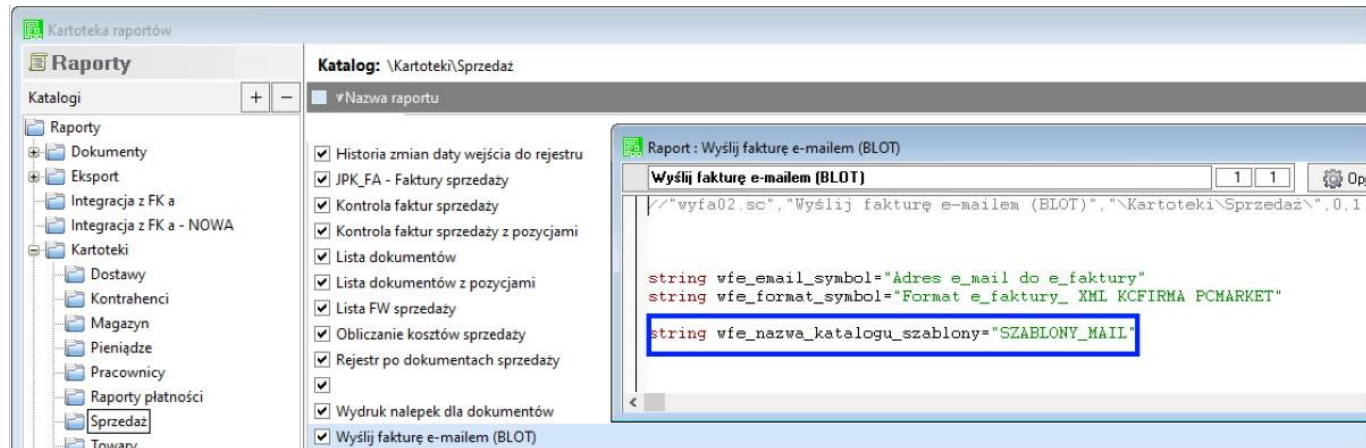 Kartoteka raportów
Raporty
Katalogi + −
Raporty
Dokumenty
Eksport
Integracja z FK a
Integracja z FK a - NOWA
Kartoteki
Dostawy
Kontrahenci
Magazyn
Pieniądze
Pracownicy
Raporty płatności
Sprzedaż
Towary
Katalog: \Kartoteki\Sprzedaż
Nazwa raportu
Historia zmian daty wejścia do rejestru
JPK_FA - Faktury sprzedaży
Kontrola faktur sprzedaży
Kontrola faktur sprzedaży z pozycjami
Lista dokumentów
Lista dokumentów z pozycjami
Lista FW sprzedaży
Obliczanie kosztów sprzedaży
Rejestr po dokumentach sprzedaży
Wydruk nalepek dla dokumentów
Wyślij fakturę e-mailem (BLOT)
Raport : Wyślij fakturę e-mailem (BLOT)
Wyślij fakturę e-mailem (BLOT) 1 1
//"wyfa02.sc","Wyślij fakturę e-mailem (BLOT)","\Kartoteki\Sprzedaż\",0,1
string wfe_email_symbol="Adres e_mail do e_faktury"
string wfe_format_symbol="Format e_faktury_ XML KCFIRMA PCMARKET"
string wfe_nazwa_katalogu_szablony="SZABLONY_MAIL"